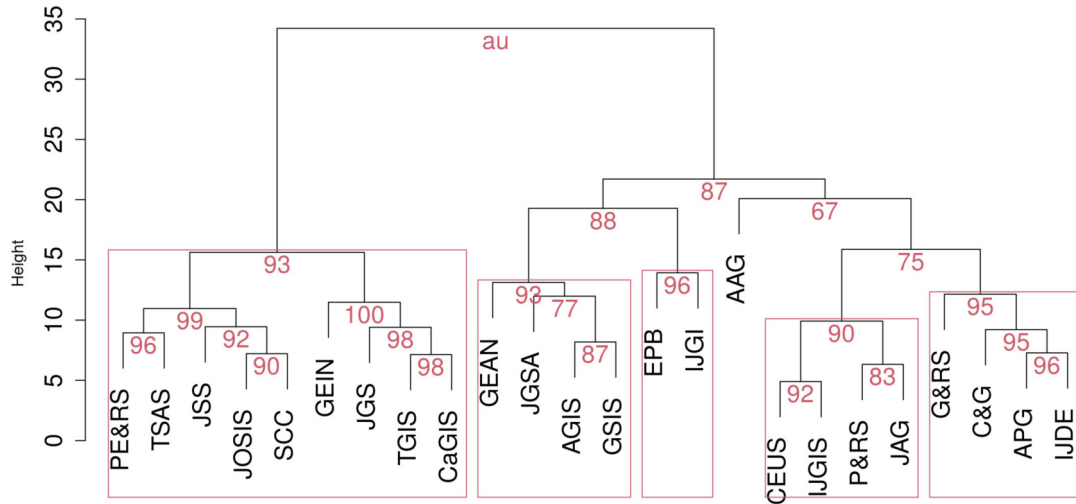 35
au
30
25
20
87
88
67
Height
15
93
75
96
93
77
95
10
100
99
90
95
92
98
96
87
96
90
98
92
83
5
0
PE&RS
TSAS
JSS
JOSIS
SCC
GEIN
JGS
TGIS
CaGIS
GEAN
JGSA
AGIS
GSIS
EPB
IJGI
AAG
CEUS
IJGIS
P&RS
JAG
G&RS
C&G
APG
IJDE